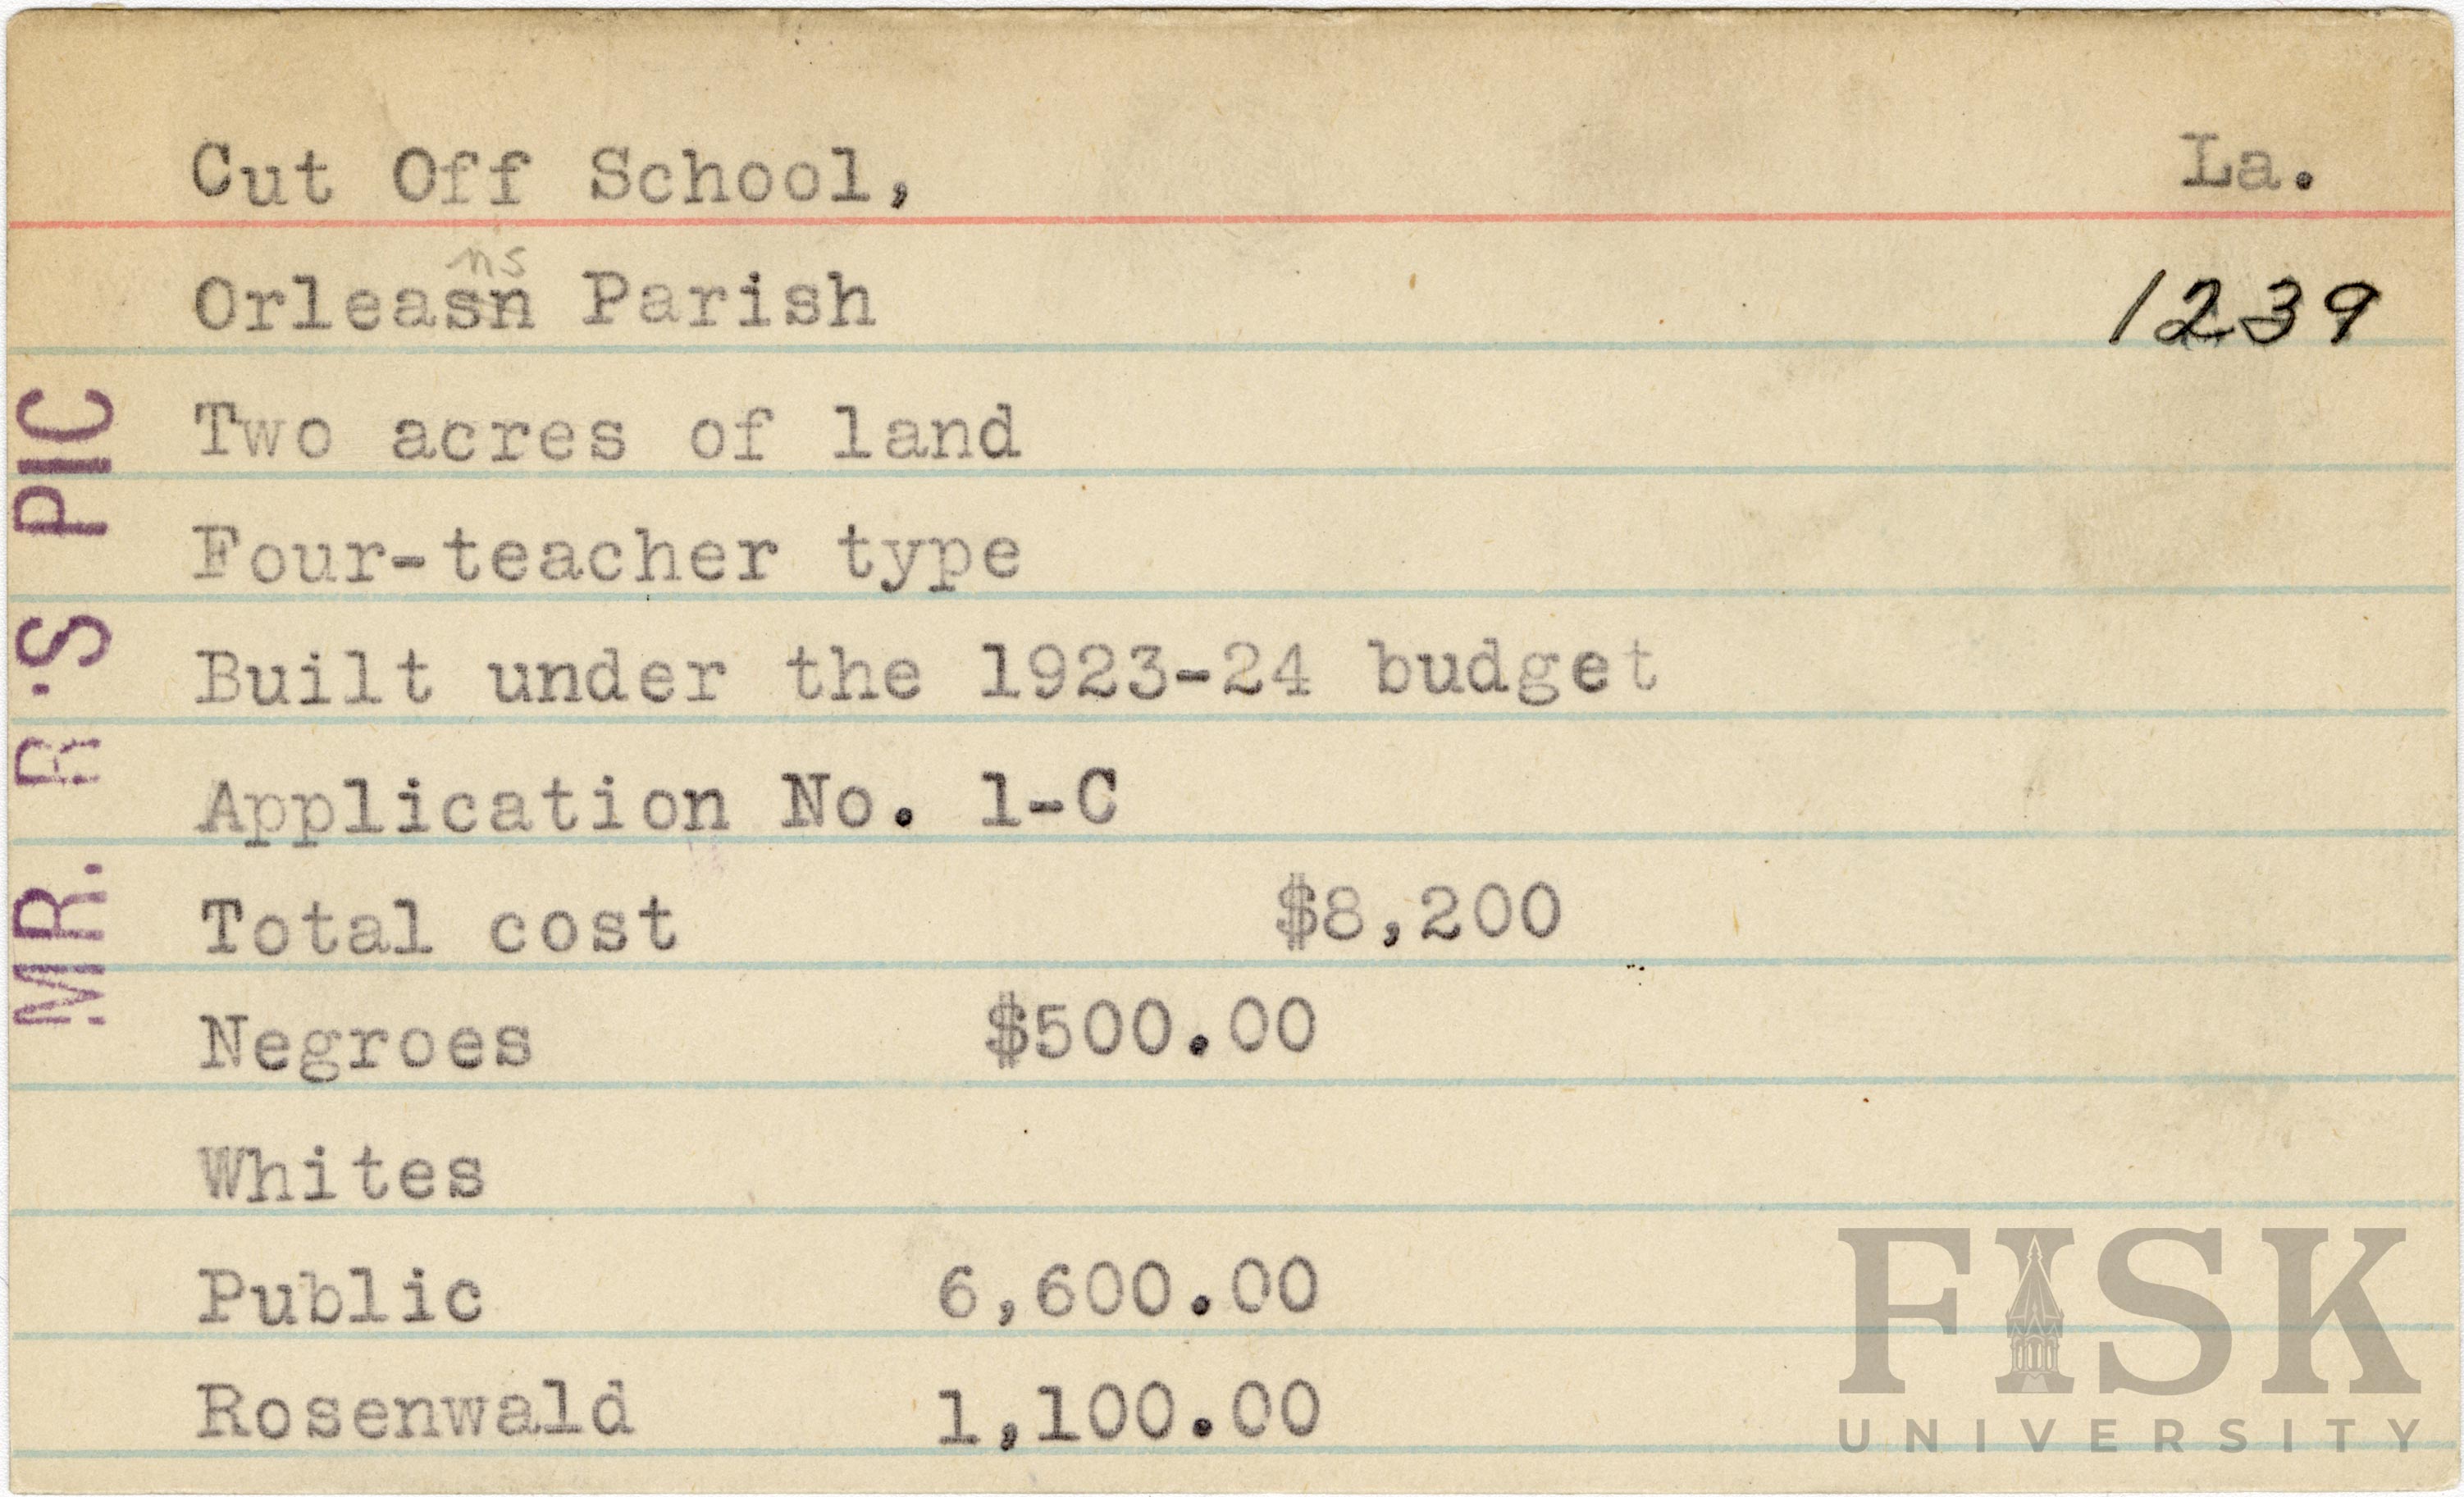 Cut Off School, La.
ns
Orleasn Parish 1239
Two acres of land
Four-teacher type
Built under the 1923-24 budget
Application No. 1-C
Total cost $8,200
Negroes $500.00
Whites
Public 6,600.00
Rosenwald 1,100.00
MR. R·S PIC
FISK
UNIVERSITY